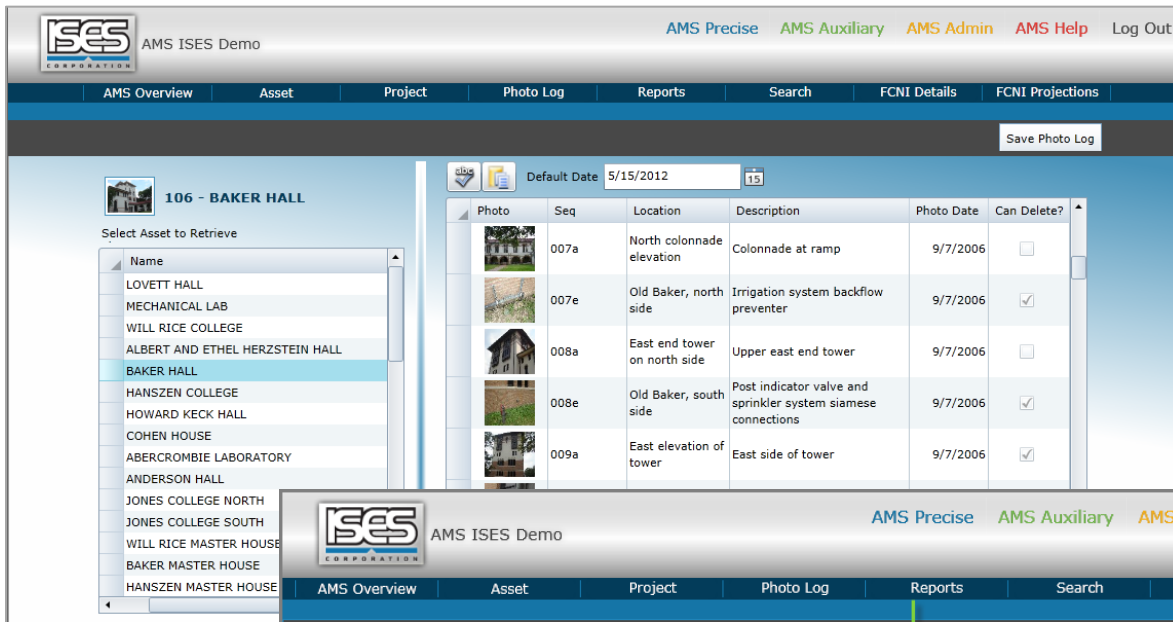 ISES
CORPORATION
AMS ISES Demo
AMS Precise AMS Auxiliary AMS Admin AMS Help Log Out
AMS Overview Asset Project Photo Log Reports Search FCNI Details FCNI Projections
Save Photo Log
106 - BAKER HALL
Select Asset to Retrieve
Name
LOVETT HALL
MECHANICAL LAB
WILL RICE COLLEGE
ALBERT AND ETHEL HERZSTEIN HALL
BAKER HALL
HANSZEN COLLEGE
HOWARD KECK HALL
COHEN HOUSE
ABERCROMBIE LABORATORY
ANDERSON HALL
JONES COLLEGE NORTH
JONES COLLEGE SOUTH
WILL RICE MASTER HOUSE
BAKER MASTER HOUSE
HANSZEN MASTER HOUSE
abc
Default Date 5/15/2012 15
Photo Seq Location Description Photo Date Can Delete?
007a North colonnade elevation Colonnade at ramp 9/7/2006
007e Old Baker, north side Irrigation system backflow preventer 9/7/2006
008a East end tower on north side Upper east end tower 9/7/2006
008e Old Baker, south side Post indicator valve and sprinkler system siamese connections 9/7/2006
009a East elevation of tower East side of tower 9/7/2006
ISES
CORPORATION
AMS ISES Demo
AMS Precise AMS Auxiliary AMS
AMS Overview Asset Project Photo Log Reports Search